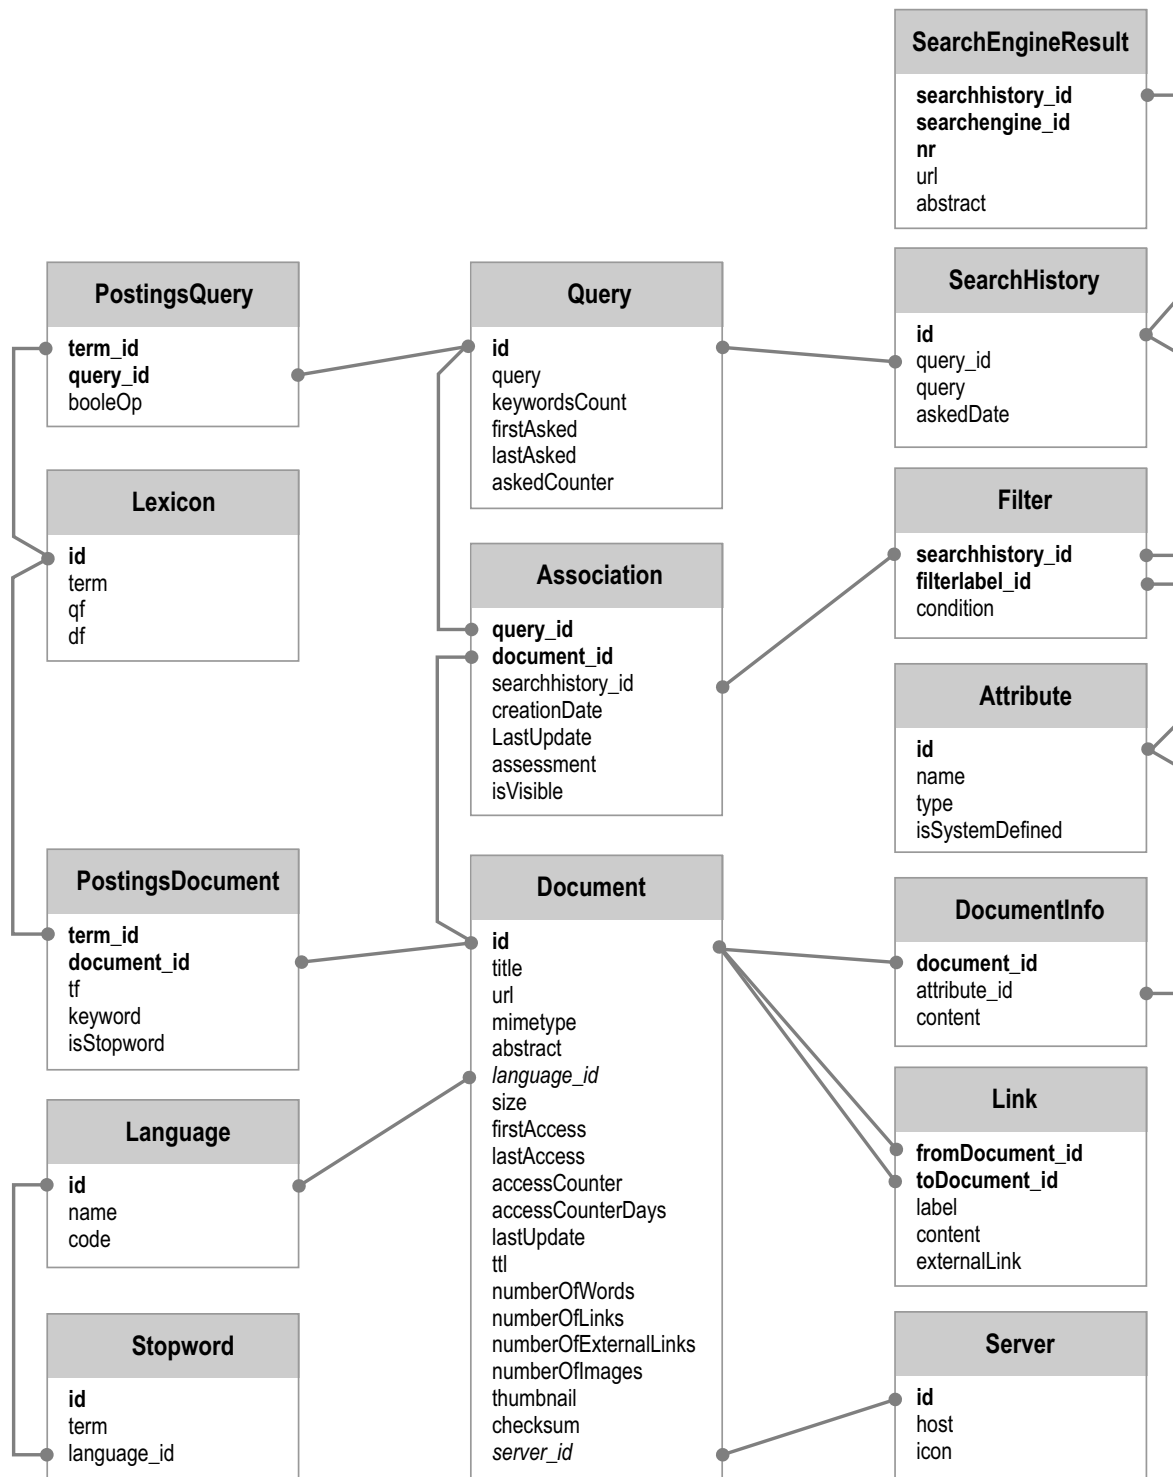 SearchEngineResult
searchhistory_id
searchengine_id
nr
url
abstract
PostingsQuery
term_id
query_id
booleOp
Query
id
query
keywordsCount
firstAsked
lastAsked
askedCounter
SearchHistory
id
query_id
query
askedDate
Lexicon
id
term
qf
df
Association
query_id
document_id
searchhistory_id
creationDate
LastUpdate
assessment
isVisible
Filter
searchhistory_id
filterlabel_id
condition
Attribute
id
name
type
isSystemDefined
PostingsDocument
term_id
document_id
tf
keyword
isStopword
Document
id
title
url
mimetype
abstract
language_id
size
firstAccess
lastAccess
accessCounter
accessCounterDays
lastUpdate
ttl
numberOfWords
numberOfLinks
numberOfExternalLinks
numberOfImages
thumbnail
checksum
server_id
DocumentInfo
document_id
attribute_id
content
Language
id
name
code
Link
fromDocument_id
toDocument_id
label
content
externalLink
Stopword
id
term
language_id
Server
id
host
icon